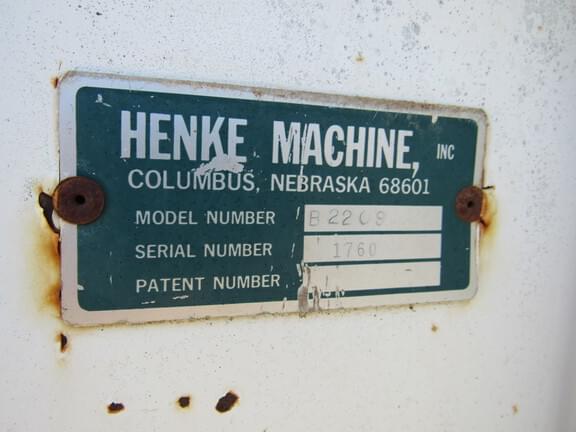 HENKE MACHINE, INC
COLUMBUS, NEBRASKA 68601
MODEL NUMBER B2209
SERIAL NUMBER 1760
PATENT NUMBER